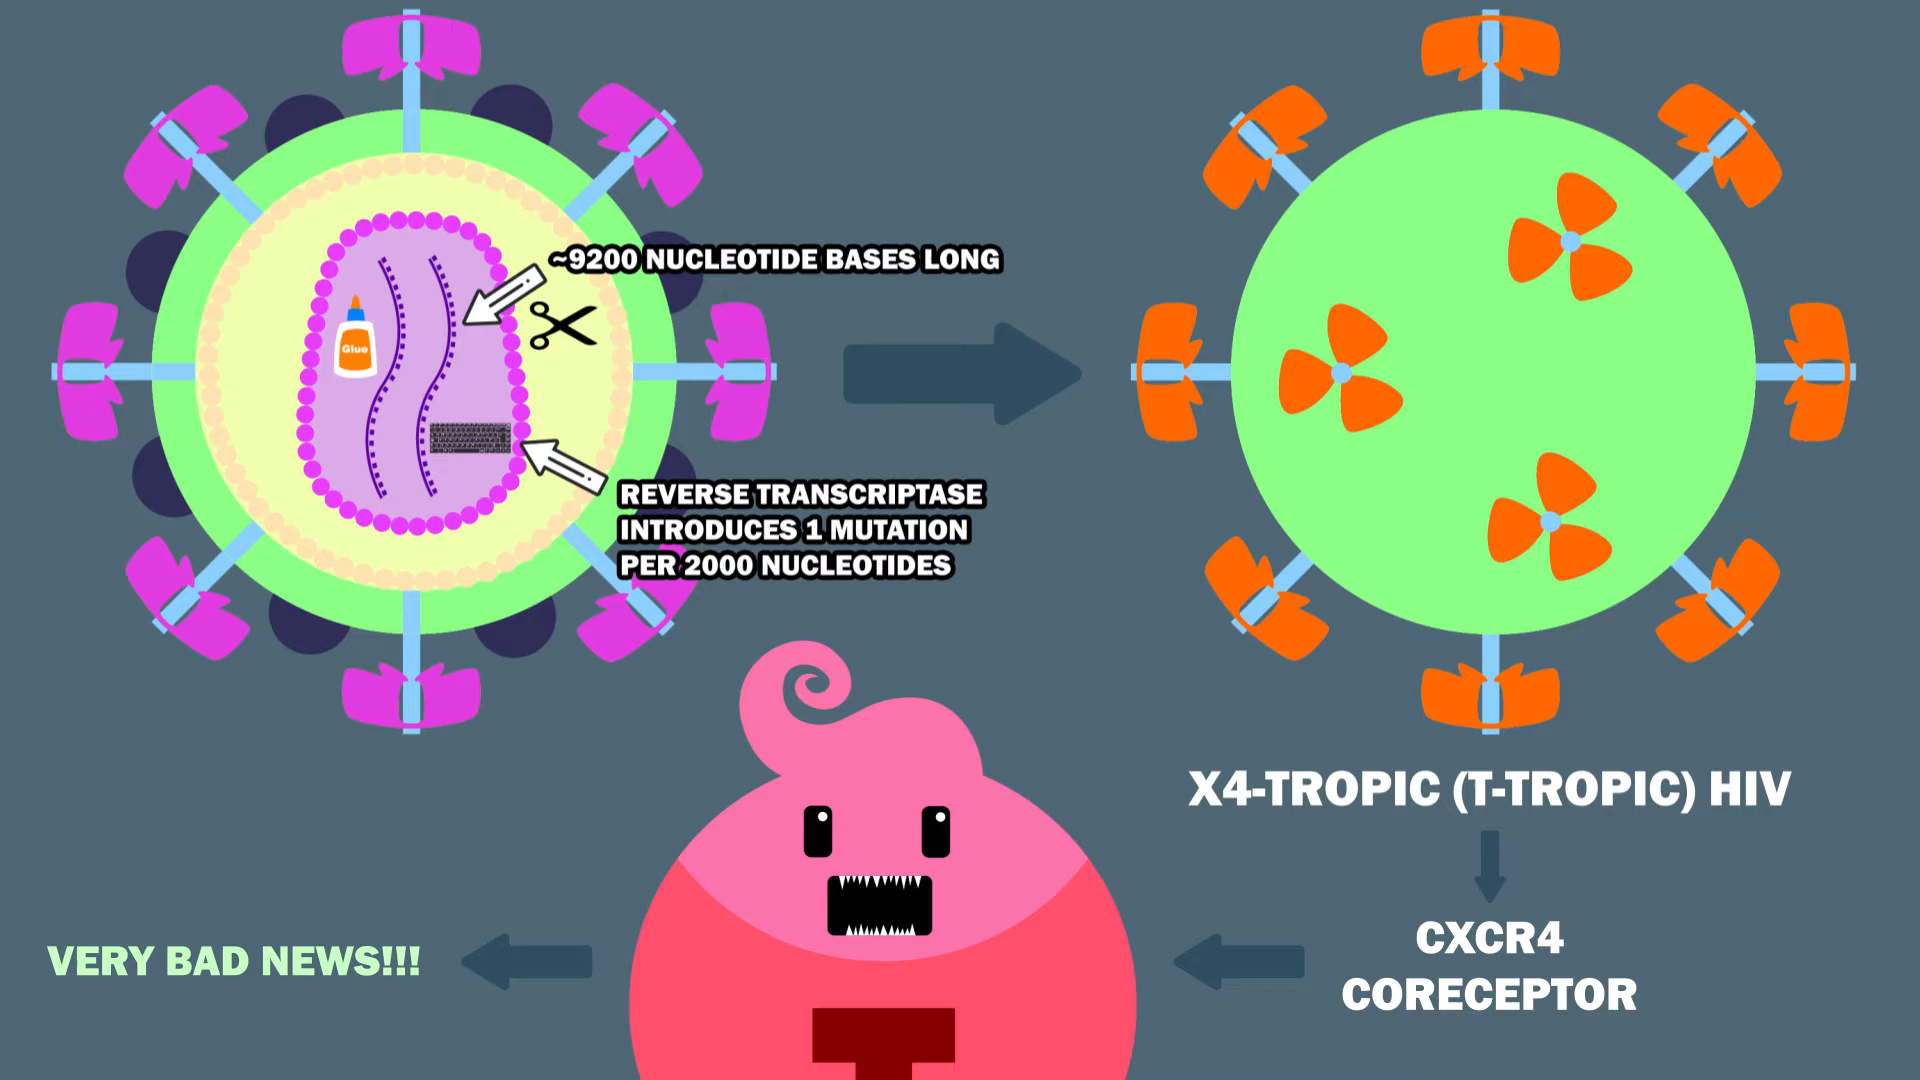 ~9200 NUCLEOTIDE BASES LONG
Glue
REVERSE TRANSCRIPTASE
INTRODUCES 1 MUTATION
PER 2000 NUCLEOTIDES
X4-TROPIC (T-TROPIC) HIV
CXCR4
CORECEPTOR
VERY BAD NEWS!!!
T